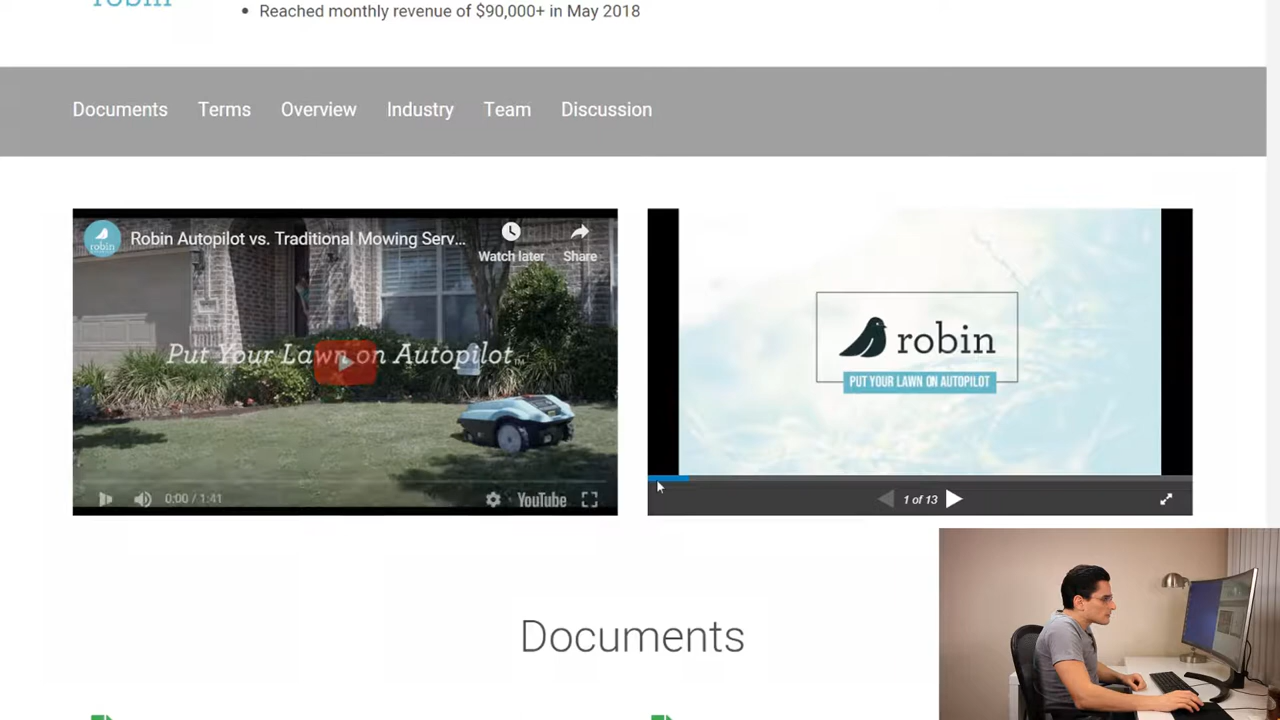 robin
• Reached monthly revenue of $90,000+ in May 2018
Documents Terms Overview Industry Team Discussion
robin
Robin Autopilot vs. Traditional Mowing Serv...
Watch later
Share
Put Your Lawn on Autopilot™
0:00 / 1:41
YouTube
robin
PUT YOUR LAWN ON AUTOPILOT
1 of 13
Documents